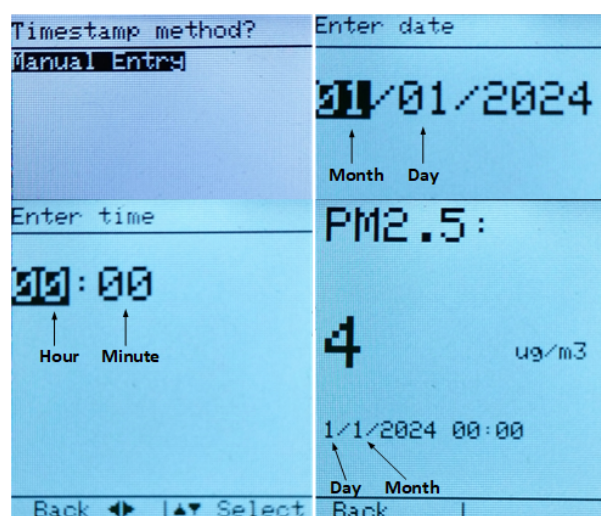 Timestamp method?
Manual Entry
Enter date
01/01/2024
Month Day
Enter time
00:00
Hour Minute
Back ◄► |▲▼ Select
PM2.5:
4 ug/m3
1/1/2024 00:00
Day Month
Back |